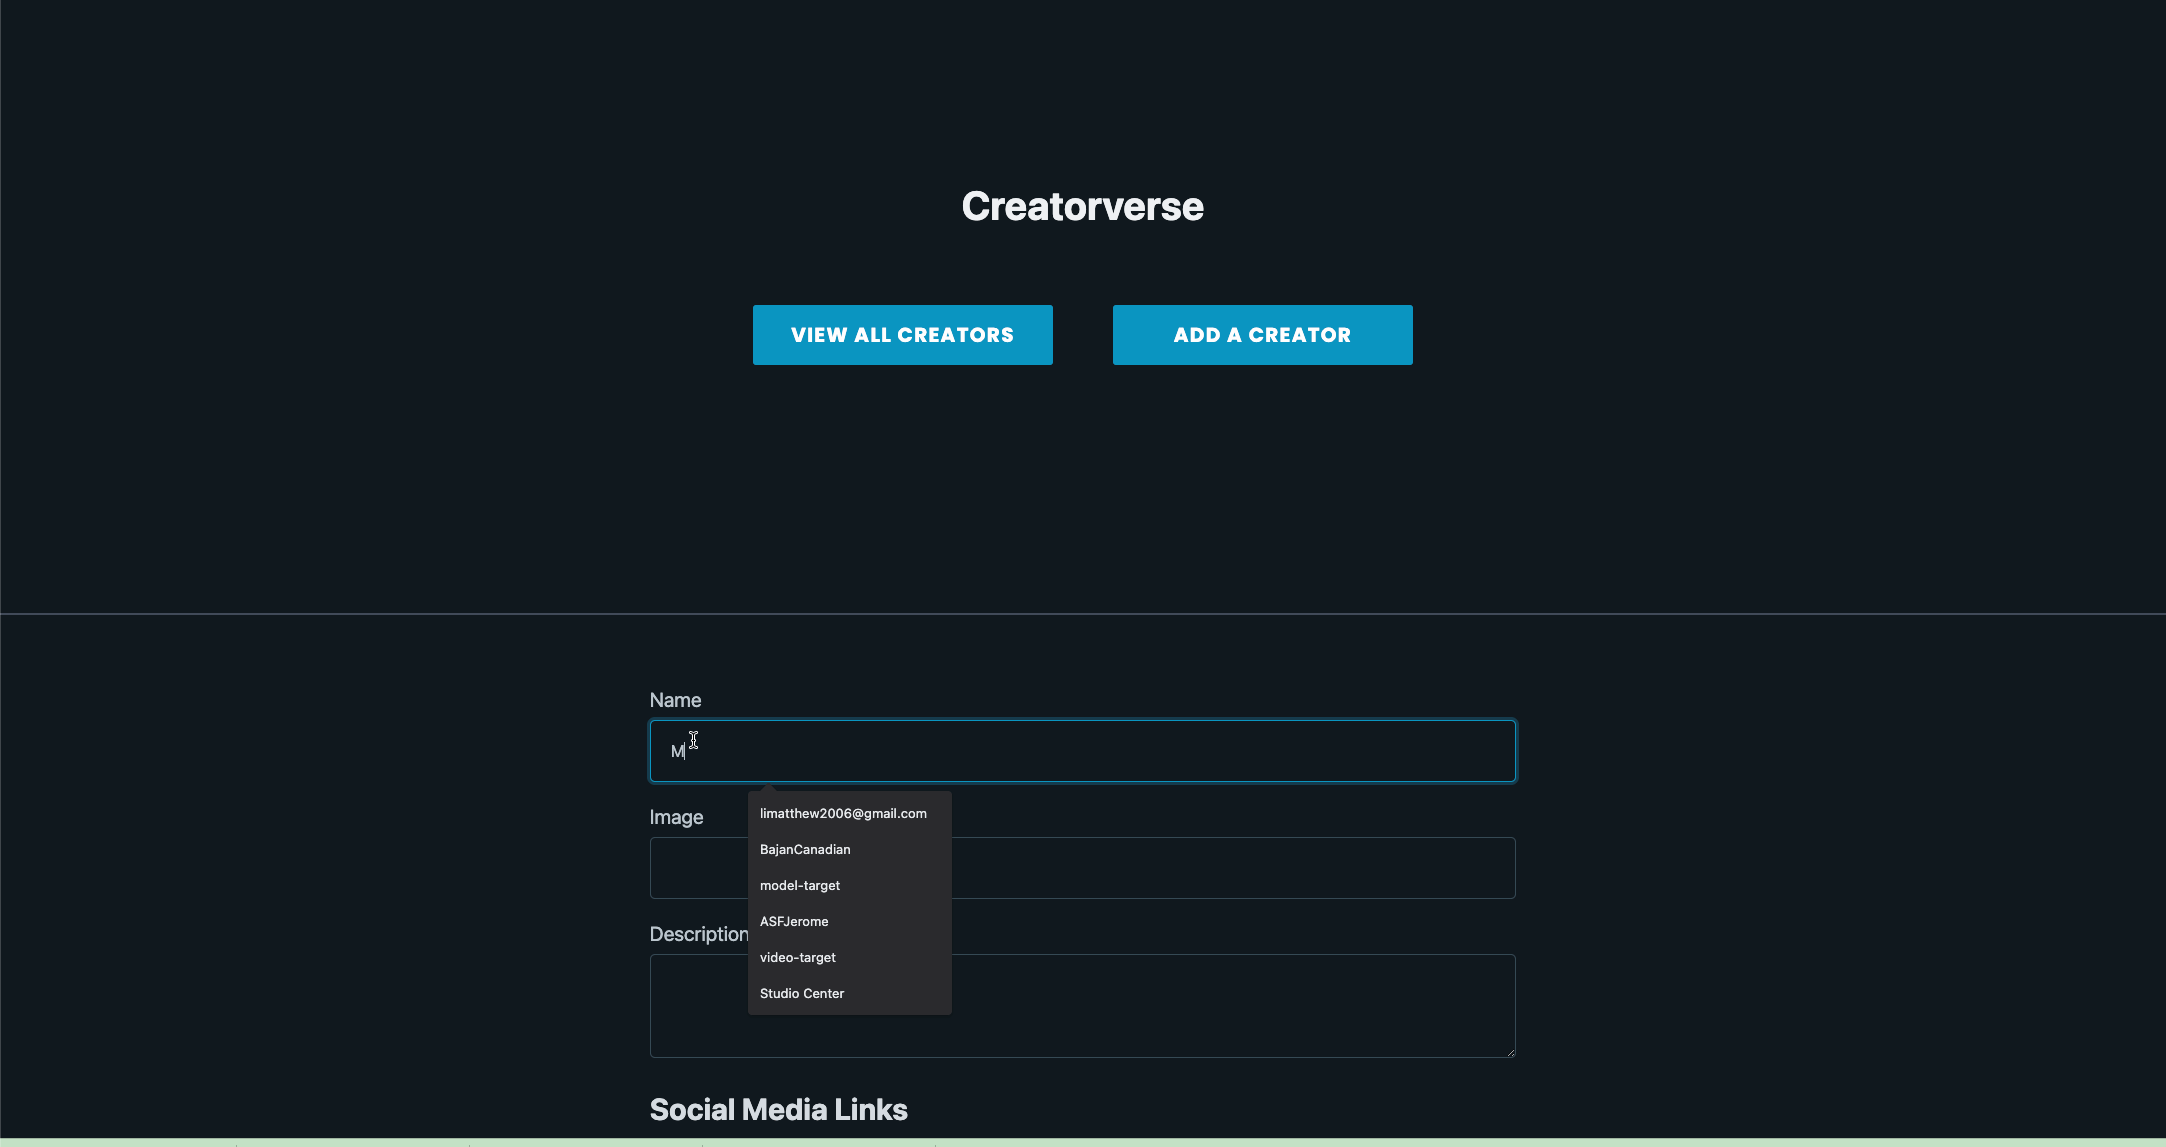 Creatorverse
VIEW ALL CREATORS
ADD A CREATOR
Name
M
limatthew2006@gmail.com
BajanCanadian
model-target
ASFJerome
video-target
Studio Center
Image
Description
Social Media Links